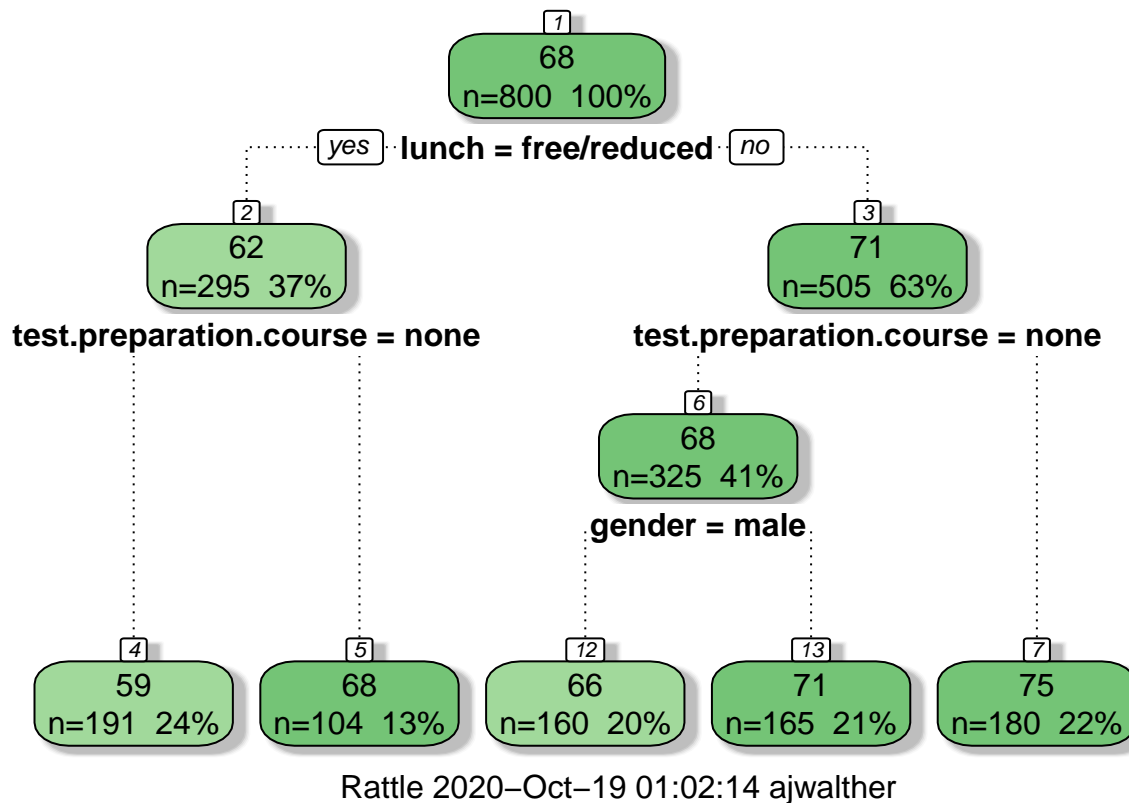 1
68
n=800 100%
yes lunch = free/reduced no
2
62
n=295 37%
3
71
n=505 63%
test.preparation.course = none
test.preparation.course = none
6
68
n=325 41%
gender = male
4
59
n=191 24%
5
68
n=104 13%
12
66
n=160 20%
13
71
n=165 21%
7
75
n=180 22%
Rattle 2020–Oct–19 01:02:14 ajwalther